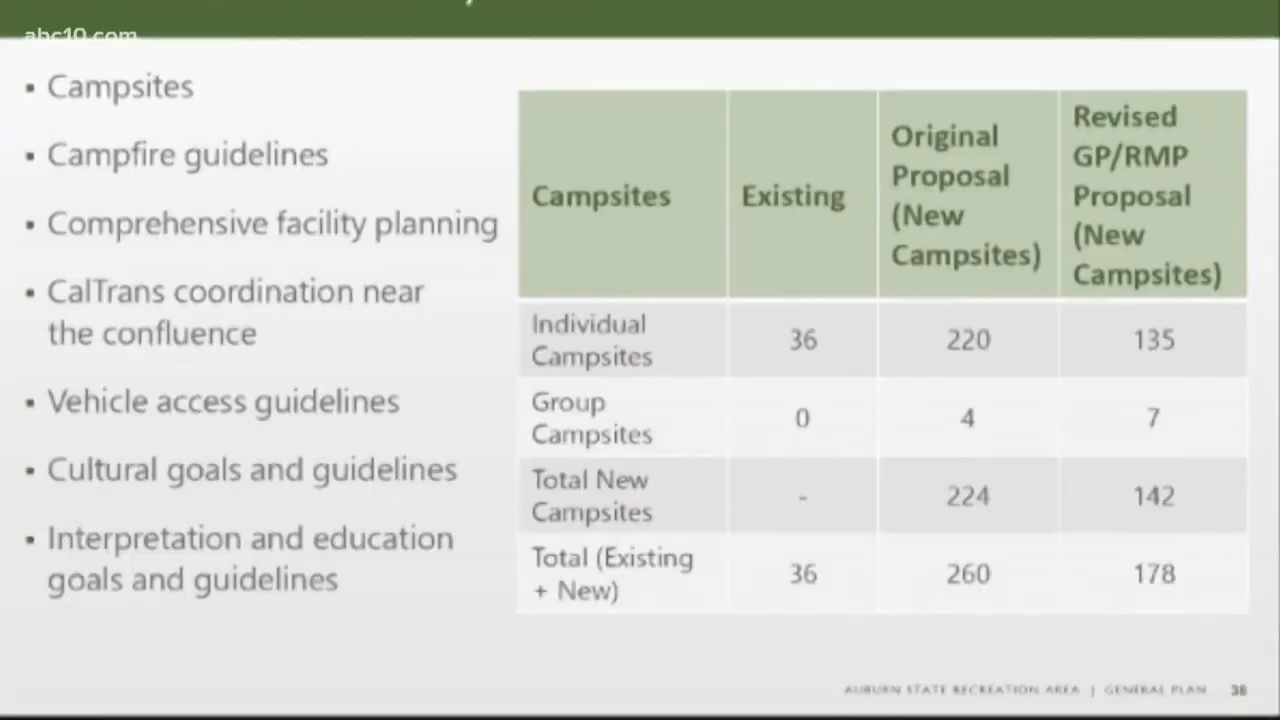 abc10.com
▪ Campsites
▪ Campfire guidelines
▪ Comprehensive facility planning
▪ CalTrans coordination near
the confluence
▪ Vehicle access guidelines
▪ Cultural goals and guidelines
▪ Interpretation and education
goals and guidelines
Campsites
Existing
Original
Proposal
(New
Campsites)
Revised
GP/RMP
Proposal
(New
Campsites)
Individual
Campsites
36
220
135
Group
Campsites
0
4
7
Total New
Campsites
-
224
142
Total (Existing
+ New)
36
260
178
AUBURN STATE RECREATION AREA | GENERAL PLAN 38